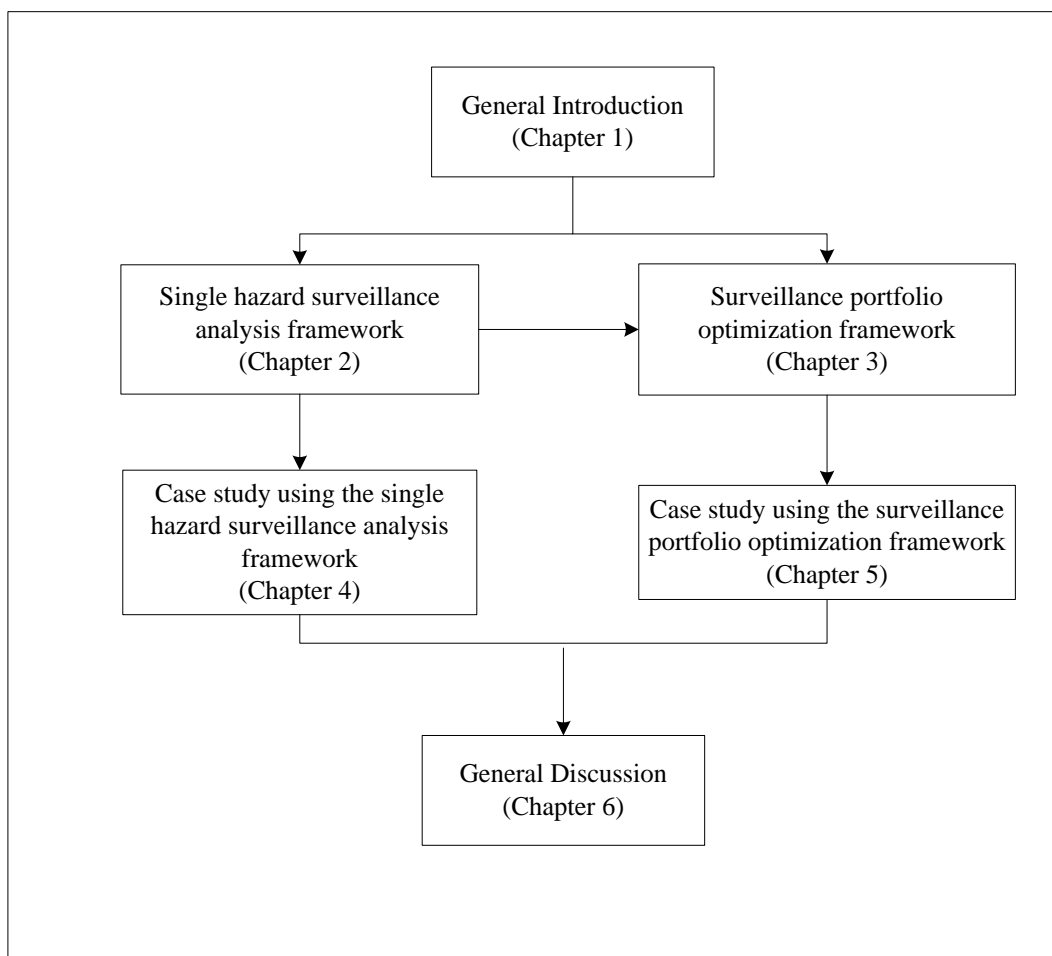 General Introduction
(Chapter 1)
Single hazard surveillance
analysis framework
(Chapter 2)
Surveillance portfolio
optimization framework
(Chapter 3)
Case study using the single
hazard surveillance analysis
framework
(Chapter 4)
Case study using the surveillance
portfolio optimization framework
(Chapter 5)
General Discussion
(Chapter 6)